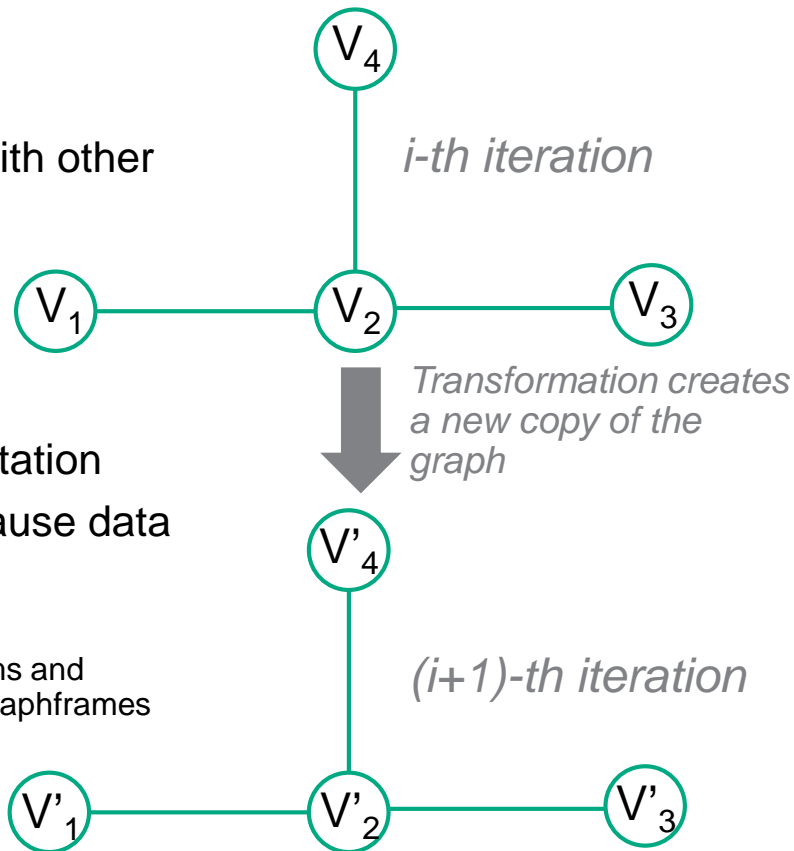 V4
ith other
i-th iteration
V1
V2
V3
Transformation creates
a new copy of the
graph
tation
ause data
V'4
ns and
aphframes
(i+1)-th iteration
V'1
V'2
V'3